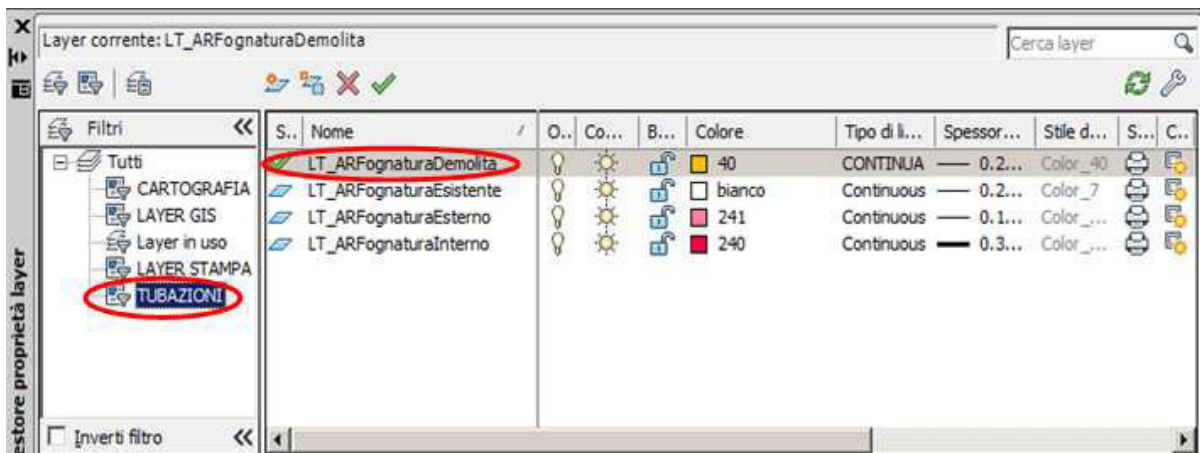 Layer corrente: LT_ARFognaturaDemolita
Cerca layer
Filtri
Tutti
CARTOGRAFIA
LAYER GIS
Layer in uso
LAYER STAMPA
TUBAZIONI
Inverti filtro
S.. Nome O.. Co... B... Colore Tipo di li... Spessor... Stile d... S... C..
LT_ARFognaturaDemolita 40 CONTINUA 0.2... Color_40
LT_ARFognaturaEsistente bianco Continuous 0.2... Color_7
LT_ARFognaturaEsterno 241 Continuous 0.1... Color_...
LT_ARFognaturaInterno 240 Continuous 0.3... Color_...
estore proprietà layer